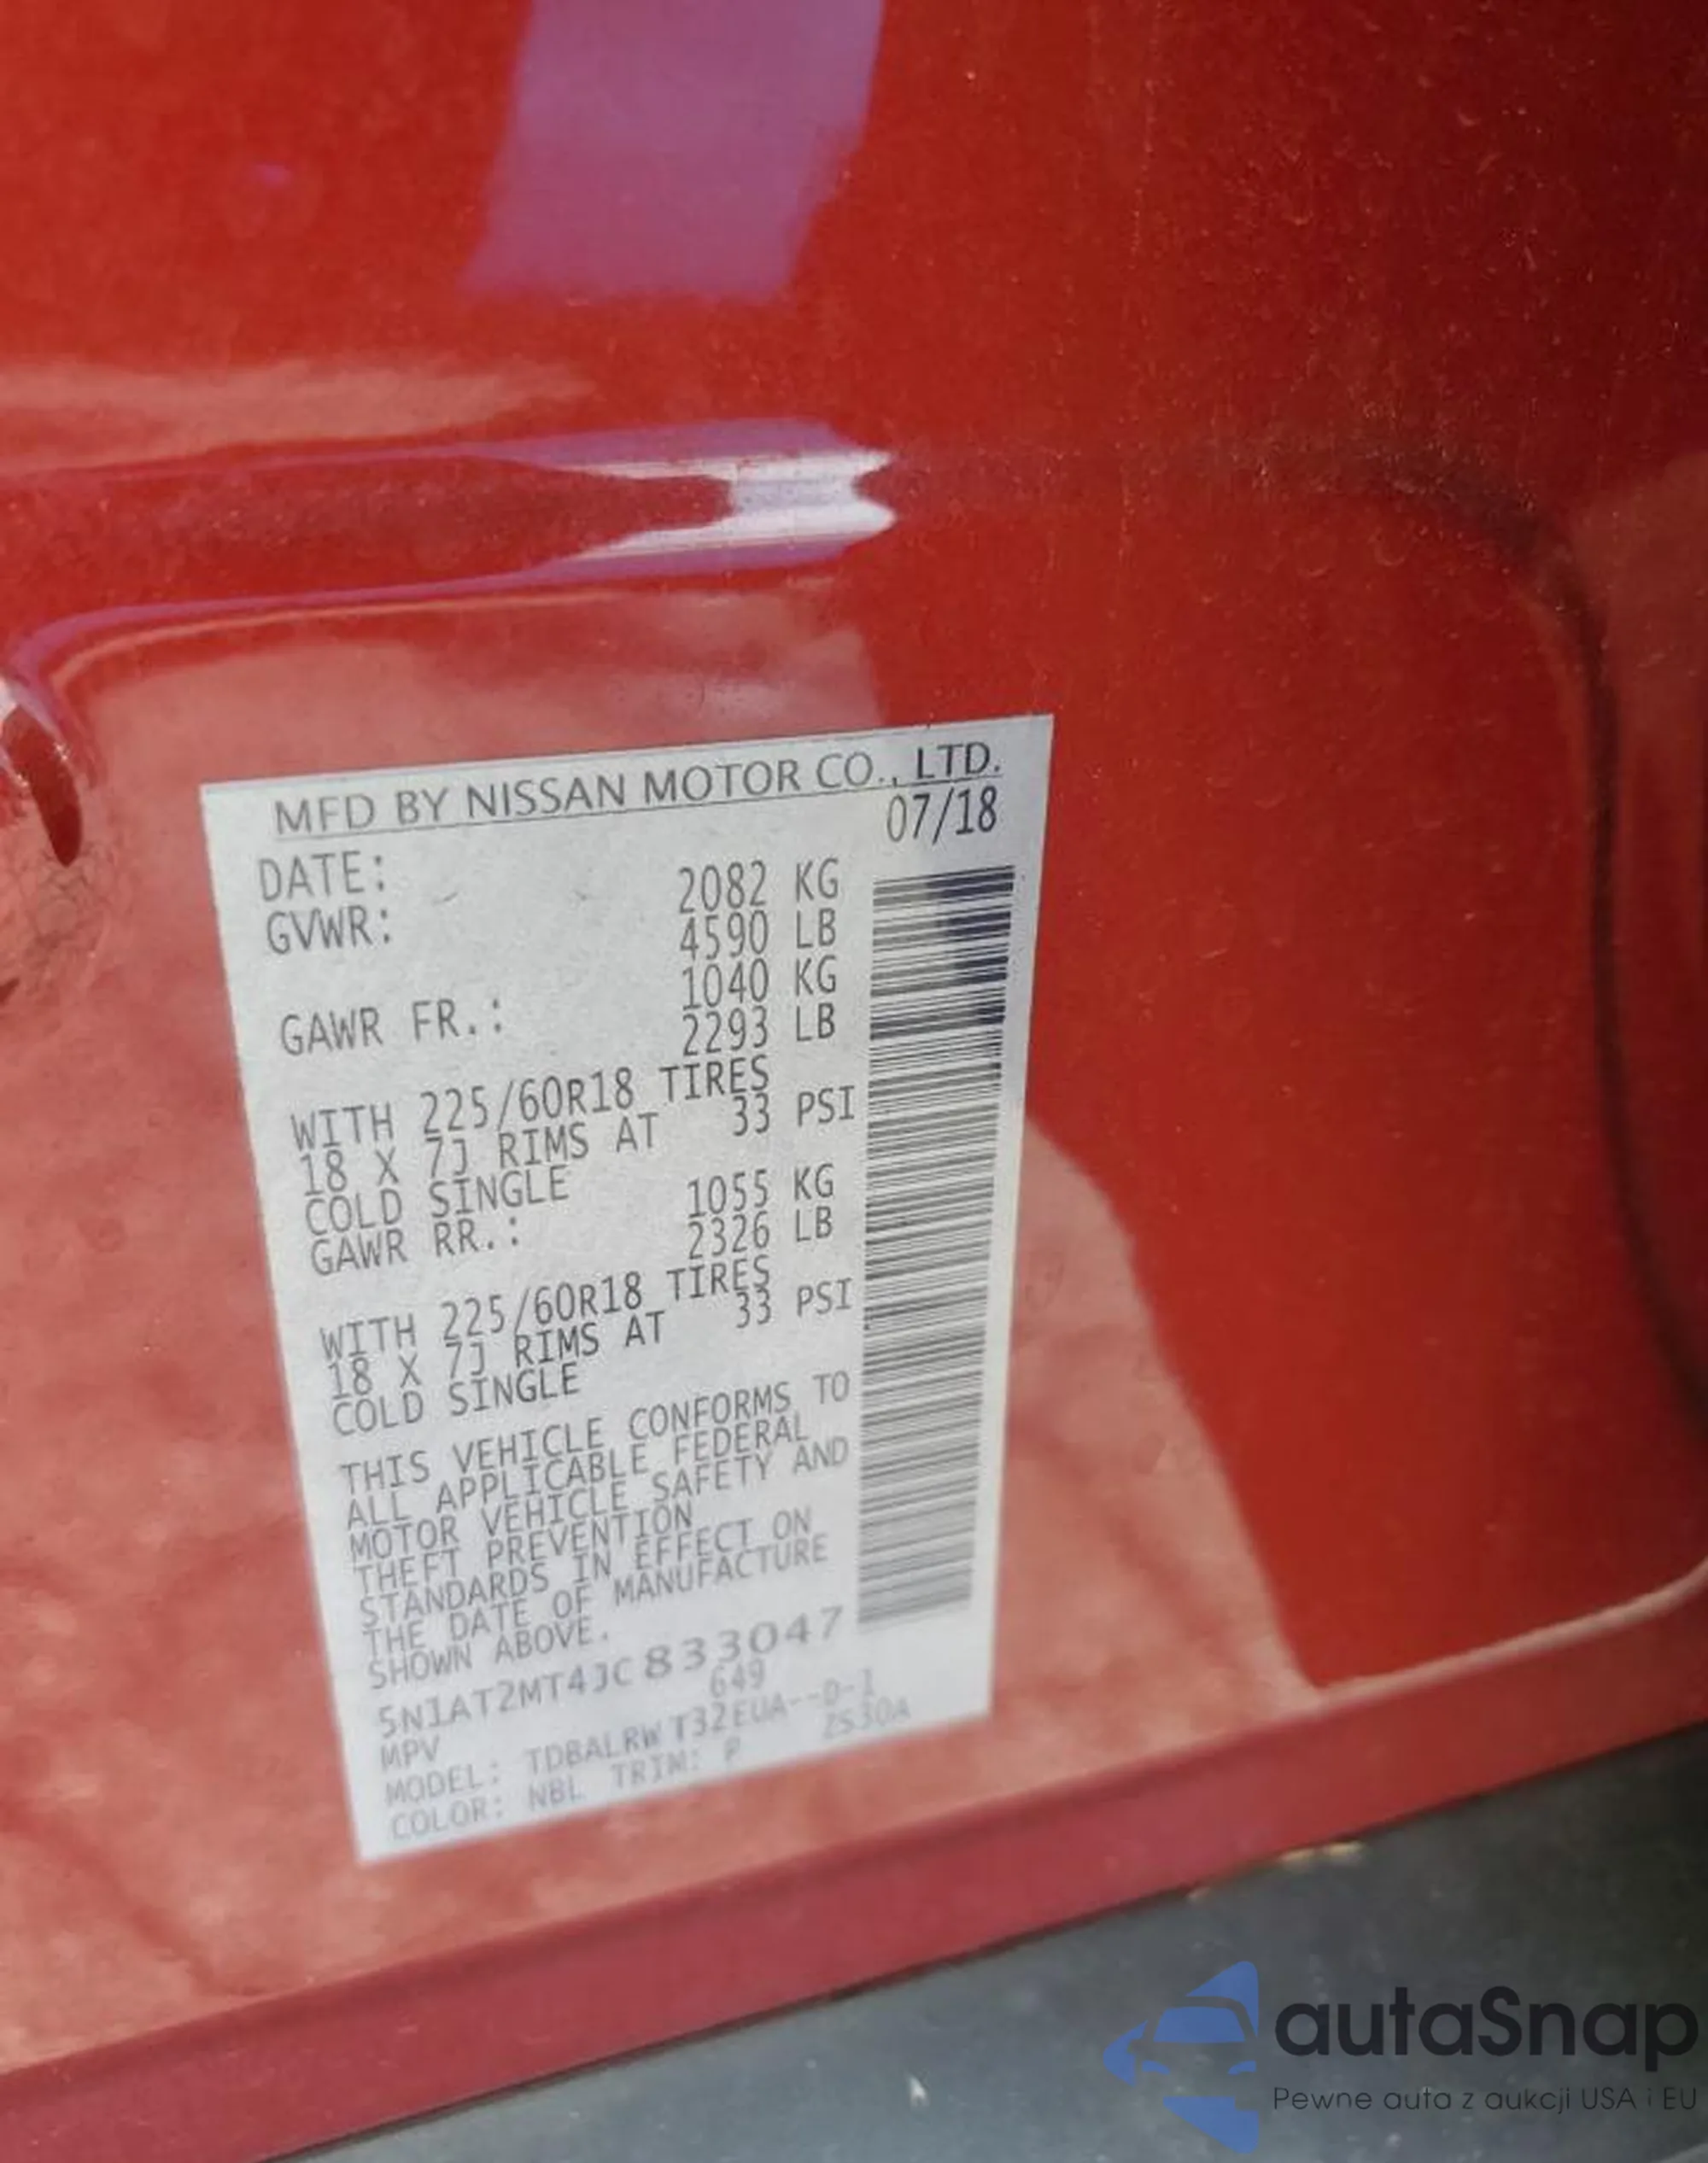 MFD BY NISSAN MOTOR CO., LTD.
DATE: 07/18
GVWR: 2082 KG
4590 LB
GAWR FR.: 1040 KG
2293 LB
WITH 225/60R18 TIRES
18 X 7J RIMS AT 33 PSI
COLD SINGLE
GAWR RR.: 1055 KG
2326 LB
WITH 225/60R18 TIRES
18 X 7J RIMS AT 33 PSI
COLD SINGLE
THIS VEHICLE CONFORMS TO
ALL APPLICABLE FEDERAL
MOTOR VEHICLE SAFETY AND
THEFT PREVENTION
STANDARDS IN EFFECT ON
THE DATE OF MANUFACTURE
SHOWN ABOVE.
5N1AT2MT4JC833047
MPV 649
MODEL: TDBALRW T32EUA--D-1
COLOR: NBL TRIM: P 2S30A
autaSnap
Pewne auta z aukcji USA i EU